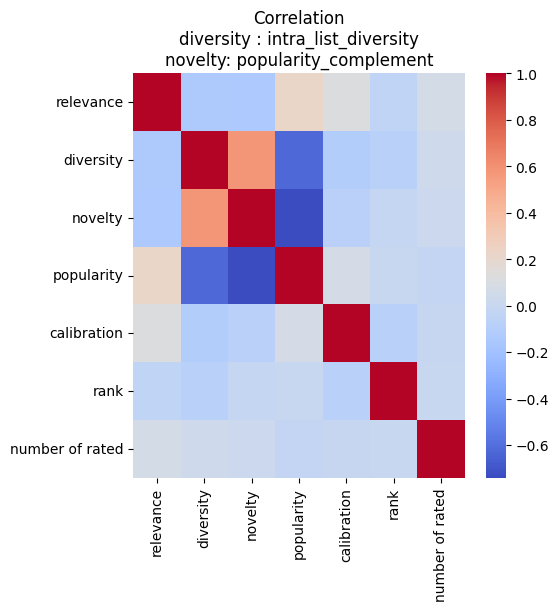 Correlation
diversity : intra_list_diversity
novelty: popularity_complement
relevance
diversity
novelty
popularity
calibration
rank
number of rated
1.0
0.8
0.6
0.4
0.2
0.0
−0.2
−0.4
−0.6
relevance
diversity
novelty
popularity
calibration
rank
number of rated